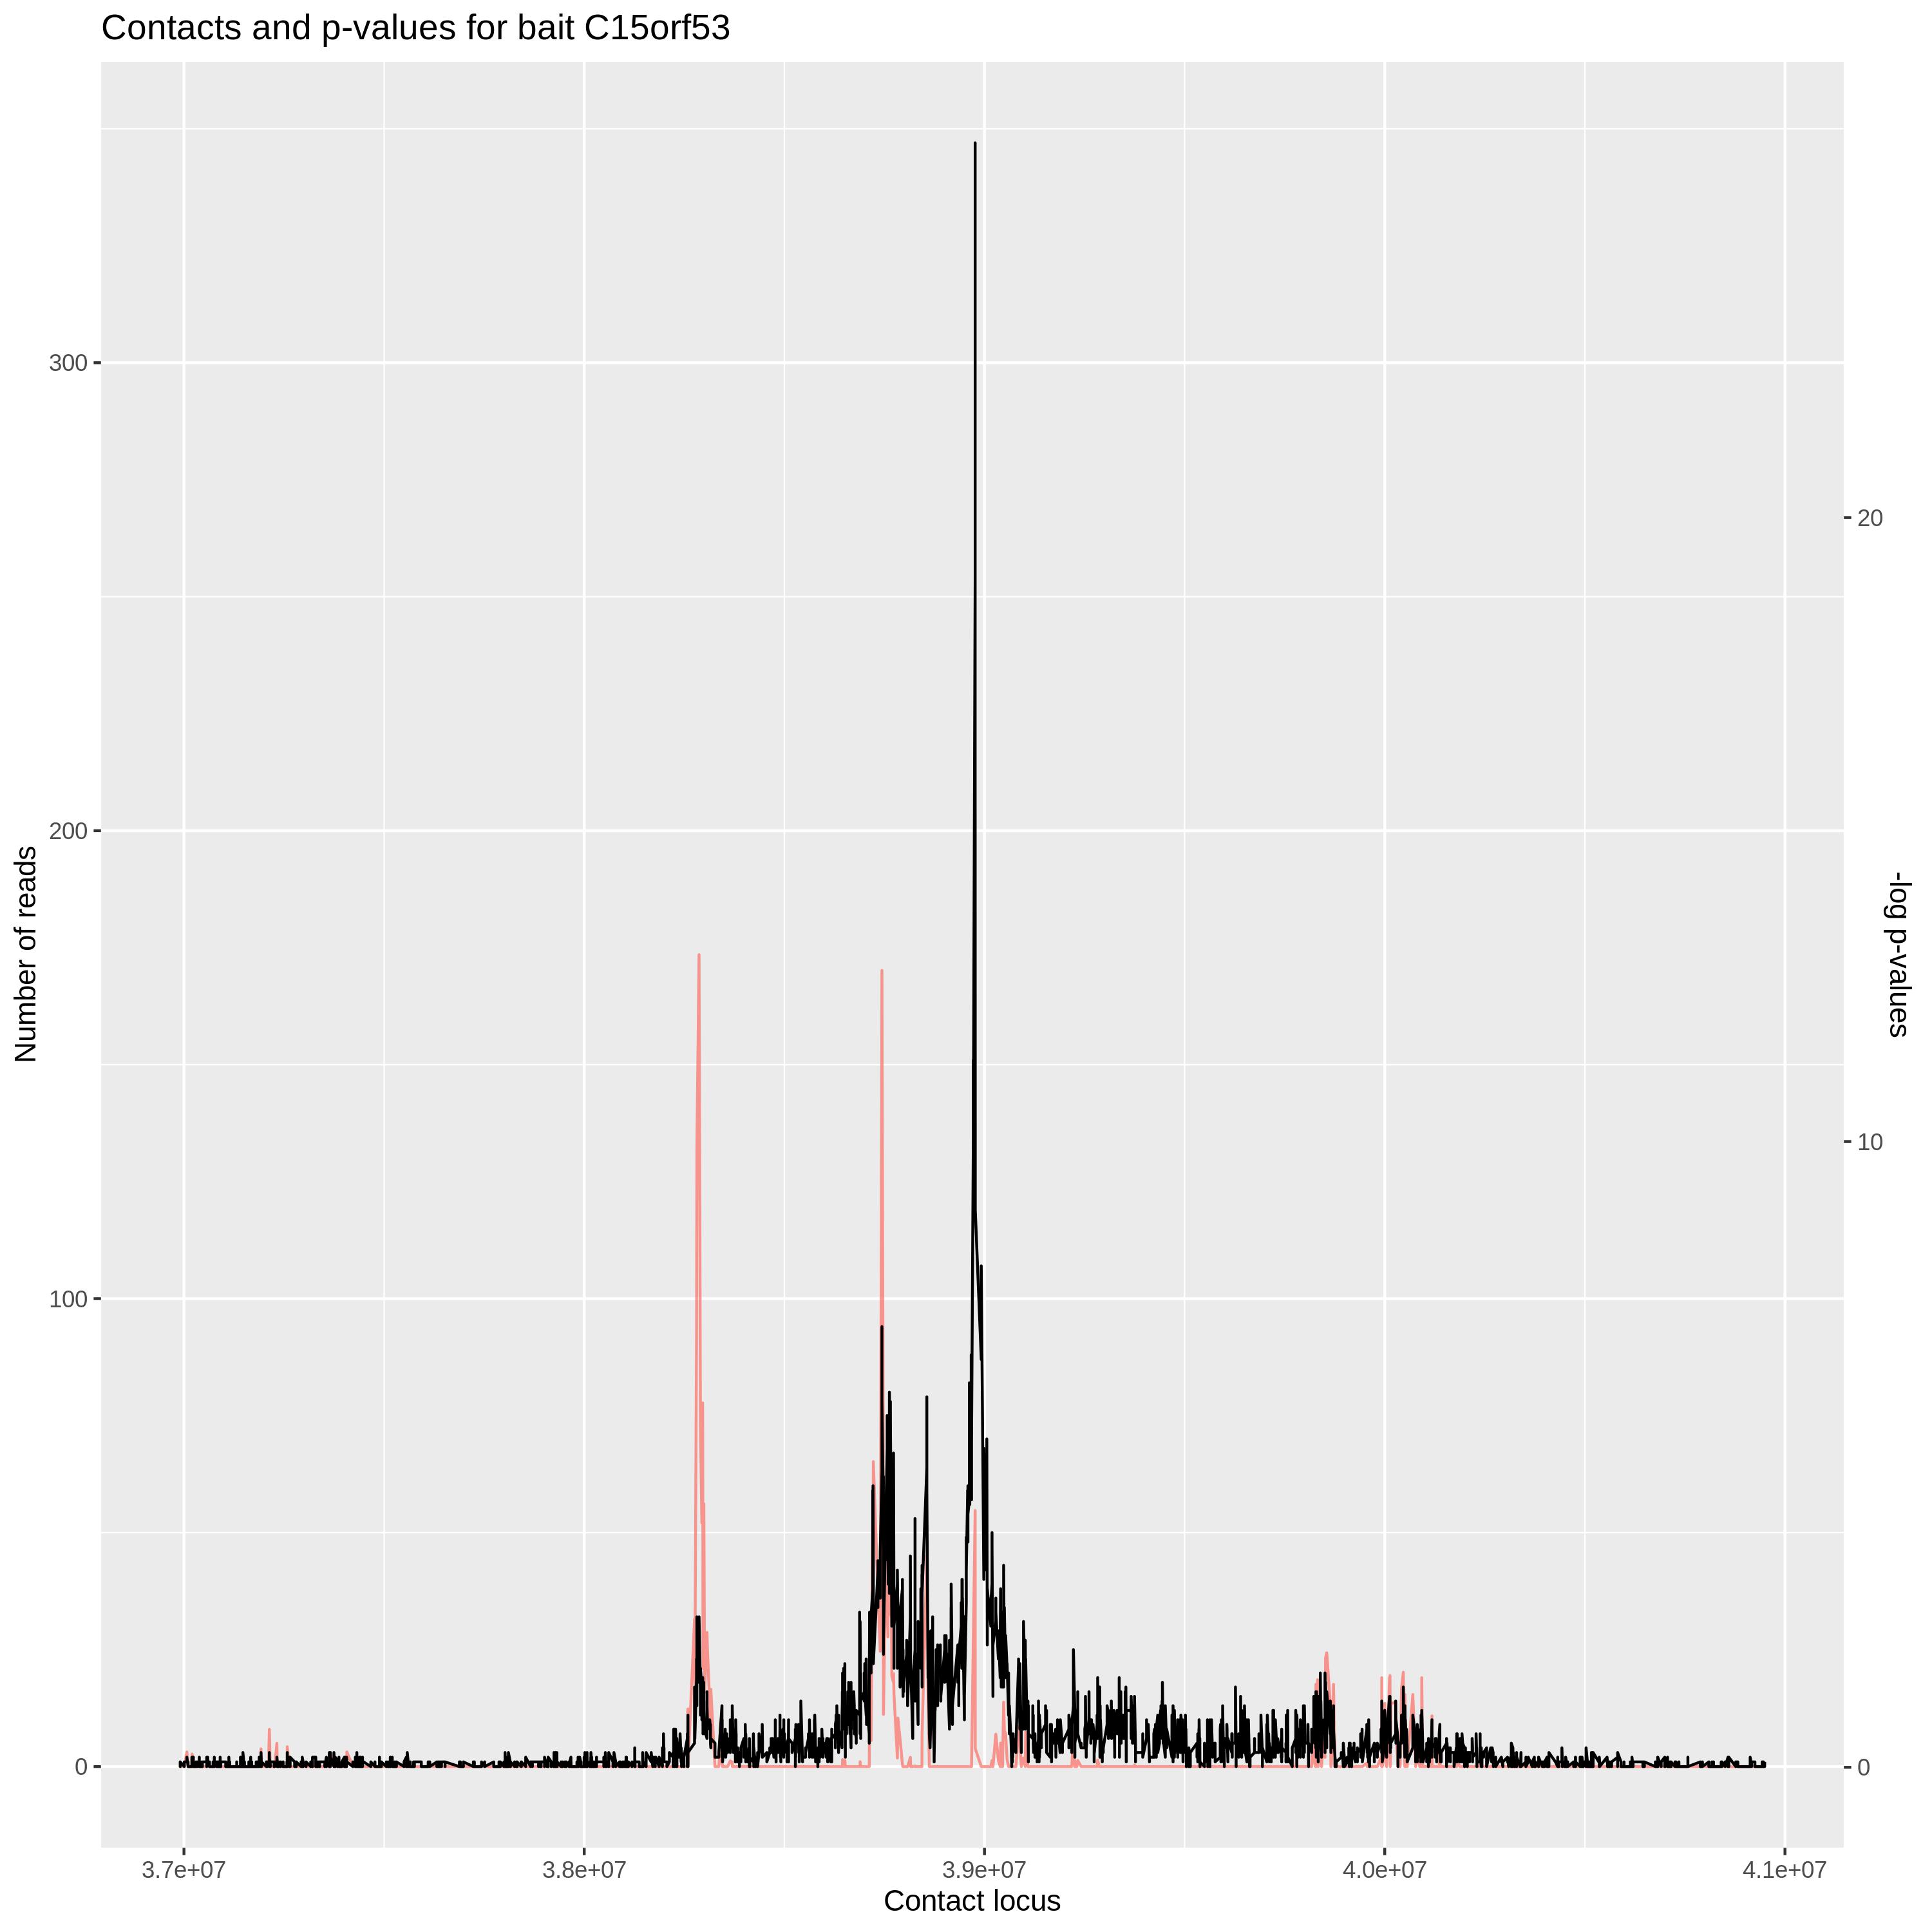 Contacts and p-values for bait C15orf53
Number of reads
300
200
100
0
20
10
0
-log p-values
3.7e+07
3.8e+07
3.9e+07
4.0e+07
4.1e+07
Contact locus